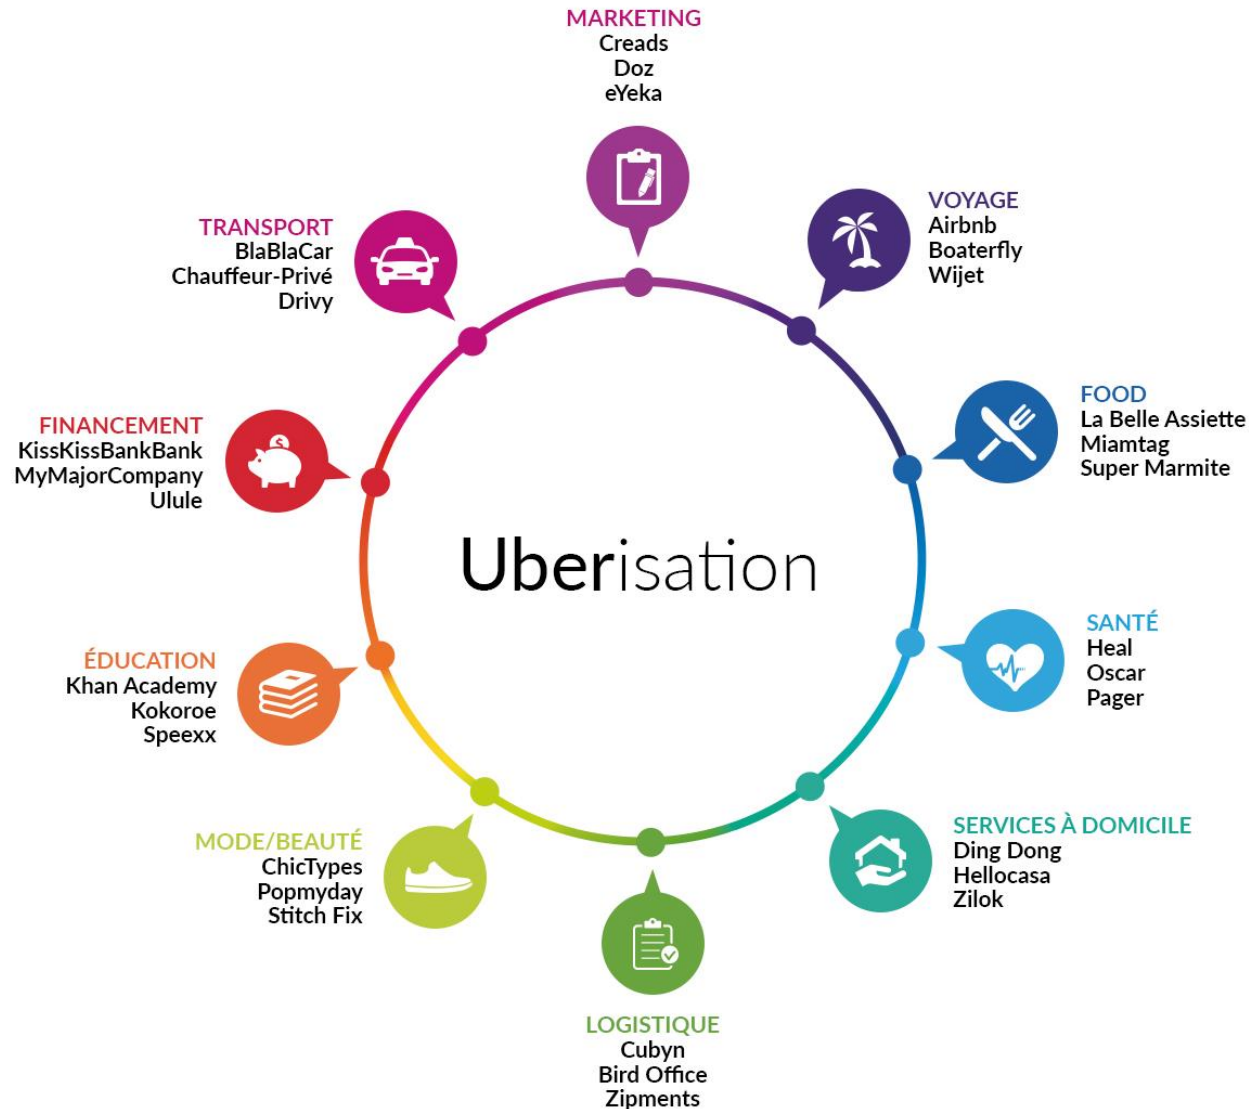 MARKETING
Creads
Doz
eYeka
VOYAGE
Airbnb
Boaterfly
Wijet
FOOD
La Belle Assiette
Miamtag
Super Marmite
SANTÉ
Heal
Oscar
Pager
SERVICES À DOMICILE
Ding Dong
Hellocasa
Zilok
LOGISTIQUE
Cubyn
Bird Office
Zipments
MODE/BEAUTÉ
ChicTypes
Popmyday
Stitch Fix
ÉDUCATION
Khan Academy
Kokoroe
Speexx
FINANCEMENT
KissKissBankBank
MyMajorCompany
Ulule
TRANSPORT
BlaBlaCar
Chauffeur-Privé
Drivy
Uberisation